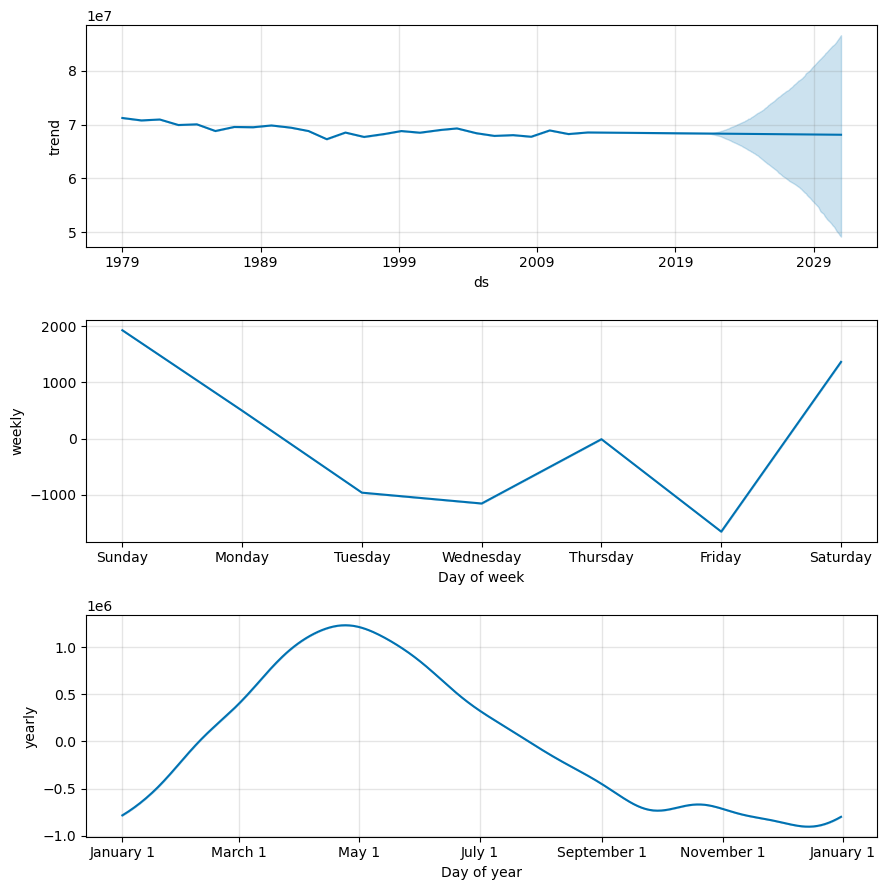 1e7
8
7
6
5
trend
1979 1989 1999 2009 2019 2029
ds
2000
1000
0
−1000
weekly
Sunday Monday Tuesday Wednesday Thursday Friday Saturday
Day of week
1e6
1.0
0.5
0.0
−0.5
−1.0
yearly
January 1 March 1 May 1 July 1 September 1 November 1 January 1
Day of year